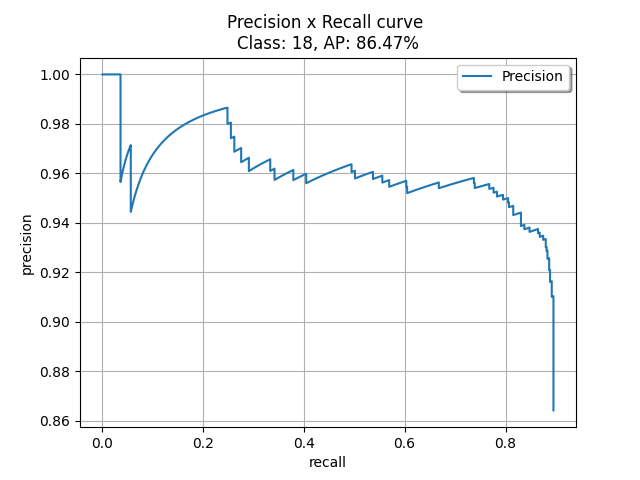 Precision x Recall curve
Class: 18, AP: 86.47%
Precision
1.00
0.98
0.96
0.94
0.92
0.90
0.88
0.86
precision
0.0 0.2 0.4 0.6 0.8
recall